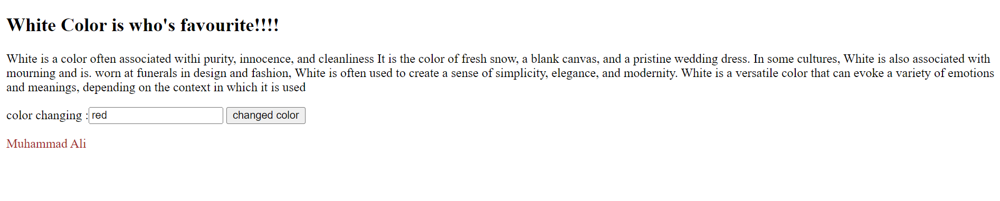 White Color is who's favourite!!!!
White is a color often associated withi purity, innocence, and cleanliness It is the color of fresh snow, a blank canvas, and a pristine wedding dress. In some cultures, White is also associated with
mourning and is. worn at funerals in design and fashion, White is often used to create a sense of simplicity, elegance, and modernity. White is a versatile color that can evoke a variety of emotions
and meanings, depending on the context in which it is used
color changing :red changed color
Muhammad Ali